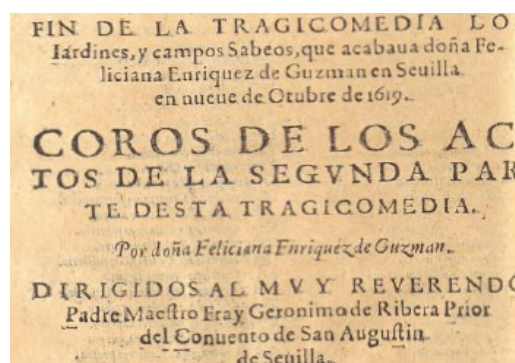 FIN DE LA TRAGICOMEDIA LO
Iardines, y campos Sabeos, que acabaua doña Fe-
liciana Enriquez de Guzman en Seuilla
en nueue de Otubre de 1619.
COROS DE LOS AC
TOS DE LA SEGVNDA PAR
TE DESTA TRAGICOMEDIA.
Por doña Feliciana Enriquez de Guzman.
DIRIGIDOS AL MVY REVERENDO
Padre Maestro Fray Geronimo de Ribera Prior
del Conuento de San Augustin
de Seuilla.